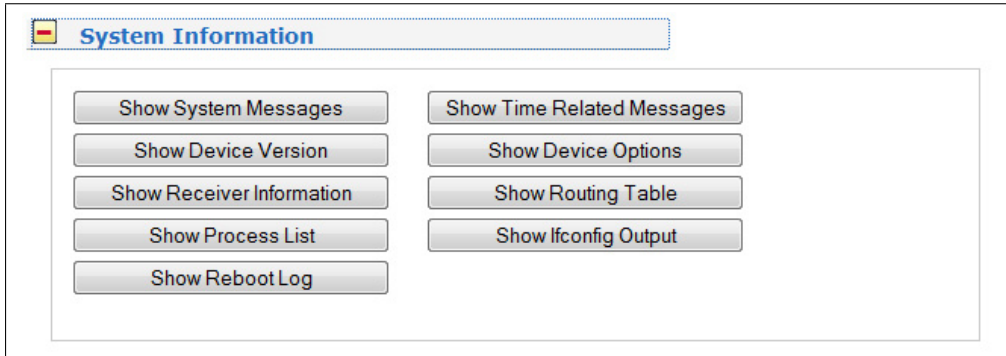 System Information
Show System Messages
Show Time Related Messages
Show Device Version
Show Device Options
Show Receiver Information
Show Routing Table
Show Process List
Show Ifconfig Output
Show Reboot Log